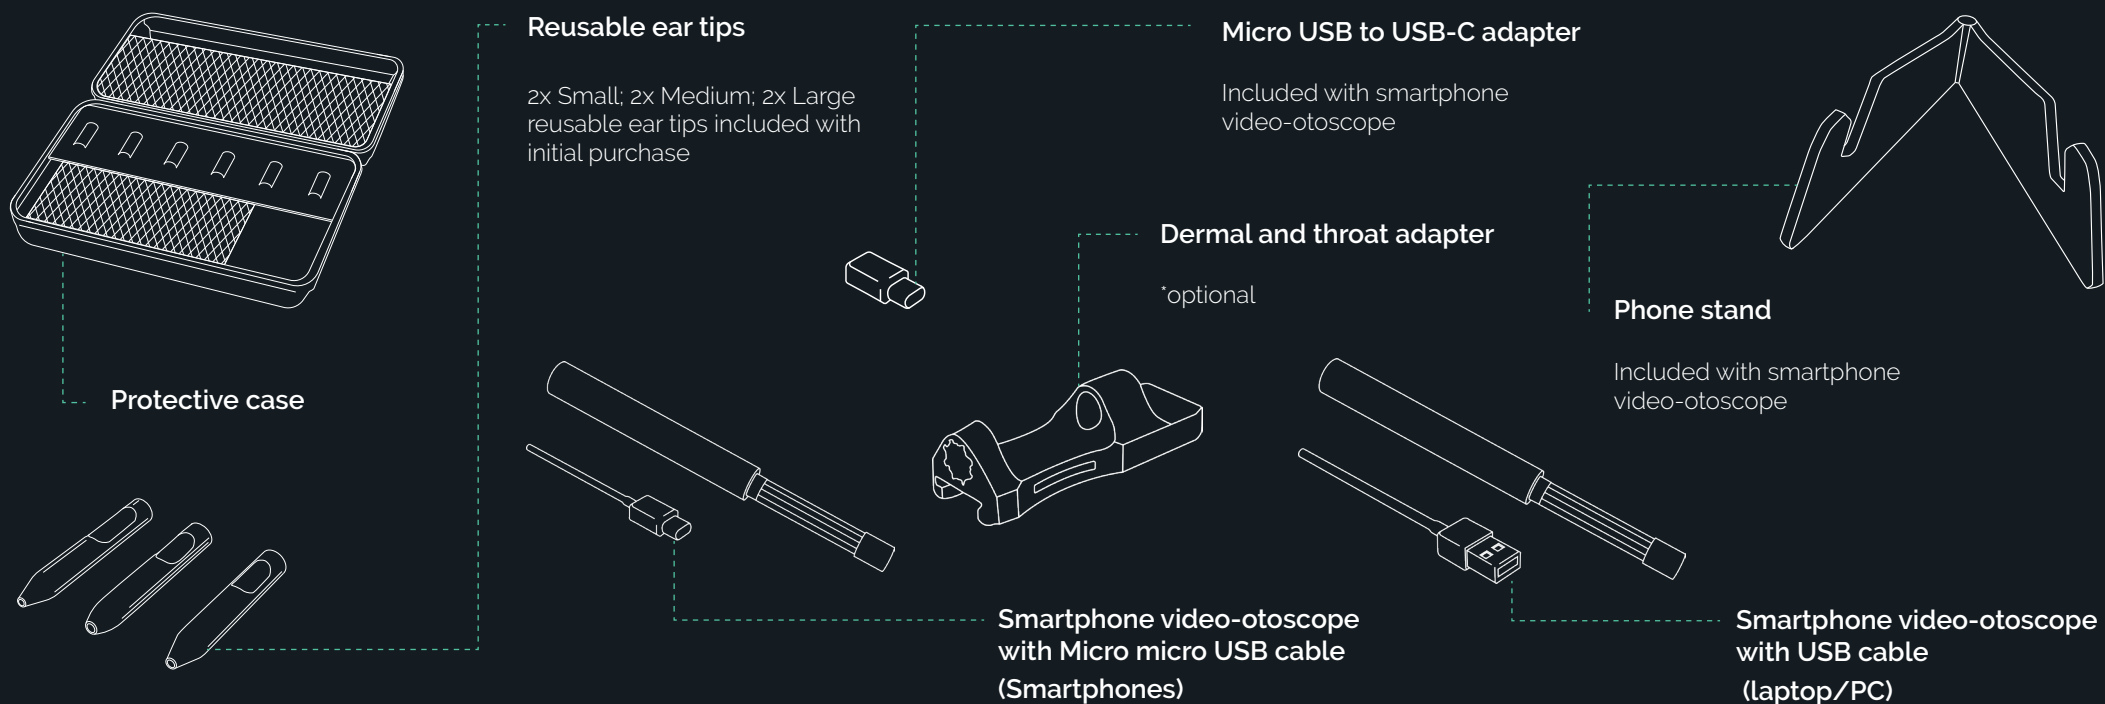 Reusable ear tips
2x Small; 2x Medium; 2x Large
reusable ear tips included with
initial purchase
Micro USB to USB-C adapter
Included with smartphone
video-otoscope
Dermal and throat adapter
*optional
Phone stand
Included with smartphone
video-otoscope
Protective case
Smartphone video-otoscope
with Micro micro USB cable
(Smartphones)
Smartphone video-otoscope
with USB cable
(laptop/PC)